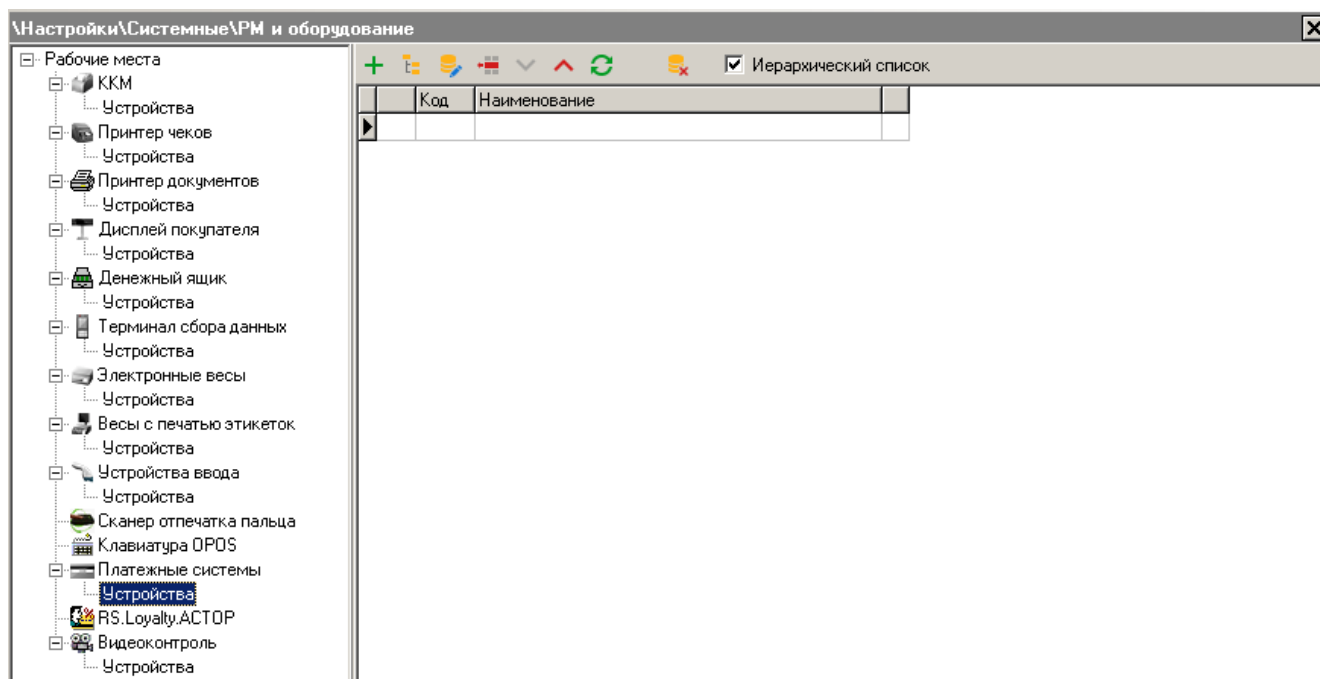 \Настройки\Системные\РМ и оборудование
Рабочие места
ККМ
Устройства
Принтер чеков
Устройства
Принтер документов
Устройства
Дисплей покупателя
Устройства
Денежный ящик
Устройства
Терминал сбора данных
Устройства
Электронные весы
Устройства
Весы с печатью этикеток
Устройства
Устройства ввода
Устройства
Сканер отпечатка пальца
Клавиатура OPOS
Платежные системы
Устройства
RS.Loyalty.ACTOP
Видеоконтроль
Устройства
Иерархический список
Код Наименование